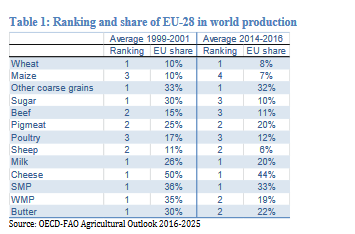 Table 1: Ranking and share of EU-28 in world production
Average 1999-2001 Average 2014-2016
Ranking EU share Ranking EU share
Wheat 1 10% 1 8%
Maize 3 10% 4 7%
Other coarse grains 1 33% 1 32%
Sugar 1 30% 3 10%
Beef 2 15% 3 11%
Pigmeat 2 25% 2 20%
Poultry 3 17% 3 12%
Sheep 2 11% 2 6%
Milk 1 26% 1 20%
Cheese 1 50% 1 44%
SMP 1 36% 1 33%
WMP 1 35% 2 19%
Butter 1 30% 2 22%
Source: OECD-FAO Agricultural Outlook 2016-2025